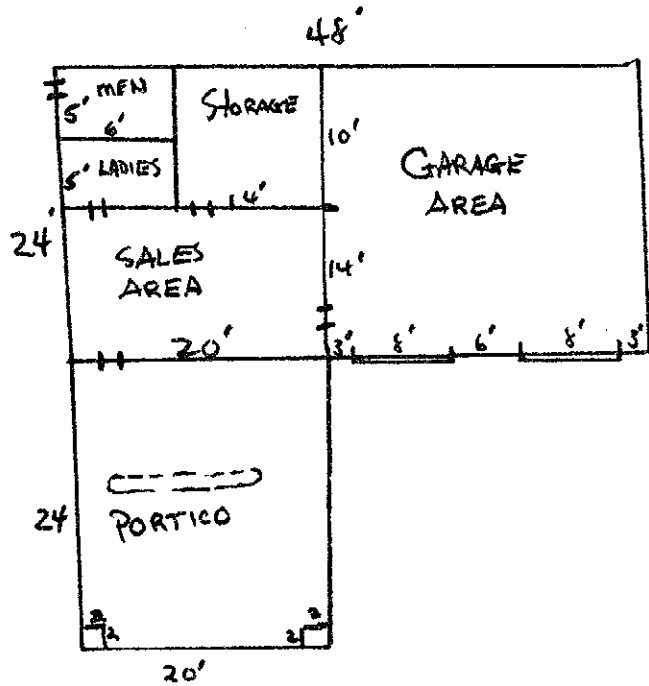 48'
MEN
5'
6'
STORAGE
10'
GARAGE
AREA
5' LADIES
14'
24'
SALES
AREA
14'
20'
3' 8' 6' 8' 3'
24
PORTICO
2 2
2 2
20'